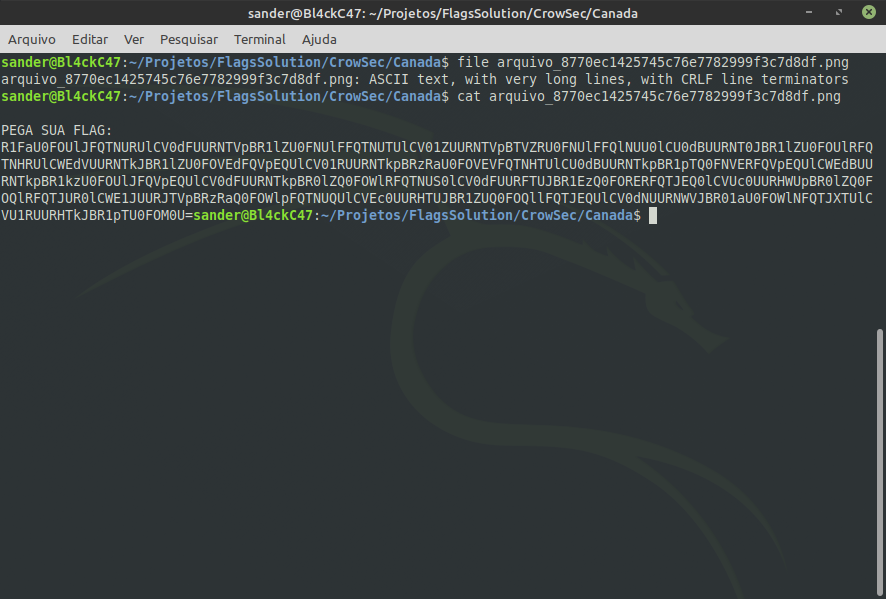 sander@Bl4ckC47: ~/Projetos/FlagsSolution/CrowSec/Canada
Arquivo Editar Ver Pesquisar Terminal Ajuda
sander@Bl4ckC47:~/Projetos/FlagsSolution/CrowSec/Canada$ file arquivo_8770ec1425745c76e7782999f3c7d8df.png
arquivo_8770ec1425745c76e7782999f3c7d8df.png: ASCII text, with very long lines, with CRLF line terminators
sander@Bl4ckC47:~/Projetos/FlagsSolution/CrowSec/Canada$ cat arquivo_8770ec1425745c76e7782999f3c7d8df.png
PEGA SUA FLAG:
R1FaU0FOUlJFQTNURUlCV0dFUURNTVpBR1lZU0FNUlFFQTNUTUlCV01ZUURNTVpBTVZRU0FNUlFFQlNUU0lCU0dBUURNT0JBR1lZU0FOUlRFQ
TNHRUlCWEdVUURNTkJBR1lZU0FOVEdFQVpEQUlCV01RUURNTkpBRzRaU0FOVEVFQTNHTUlCU0dBUURNTkpBR1pTQ0FNVERFQVpEQUlCWEdBUU
RNTkpBR1kzU0FOUlJFQVpEQUlCV0dFUURNTkpBR0lZQ0FOWlRFQTNUS0lCV0dFUURFTUJBR1EzQ0FORERFQTJEQ0lCVUc0UURHWUpBR0lZQ0F
OQlRFQTJUR0lCWE1JUURJTVpBRzRaQ0FOWlpFQTNUQUlCVEc0UURHTUJBR1ZUQ0FOQllFQTJEQUlCV0dNUURNWVJBR01aU0FOWlNFQTJXTUlC
VU1RUURHTkJBR1pTU0FOM0U=sander@Bl4ckC47:~/Projetos/FlagsSolution/CrowSec/Canada$